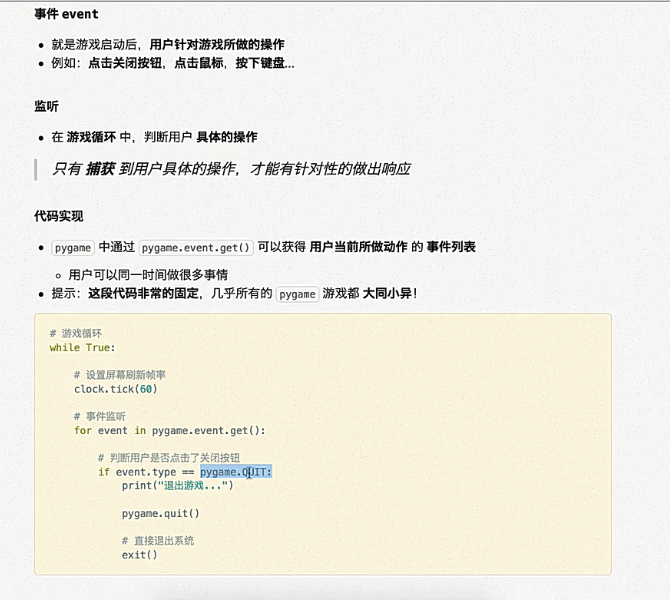 事件 event
就是游戏启动后，用户针对游戏所做的操作
例如：点击关闭按钮，点击鼠标，按下键盘...
监听
在 游戏循环 中，判断用户 具体的操作
只有 捕获 到用户具体的操作，才能有针对性的做出响应
代码实现
pygame 中通过 pygame.event.get() 可以获得 用户当前所做动作 的 事件列表
用户可以同一时间做很多事情
提示：这段代码非常的固定，几乎所有的 pygame 游戏都 大同小异！
# 游戏循环
while True:
# 设置屏幕刷新帧率
clock.tick(60)
# 事件监听
for event in pygame.event.get():
# 判断用户是否点击了关闭按钮
if event.type == pygame.QUIT:
print("退出游戏...")
pygame.quit()
# 直接退出系统
exit()